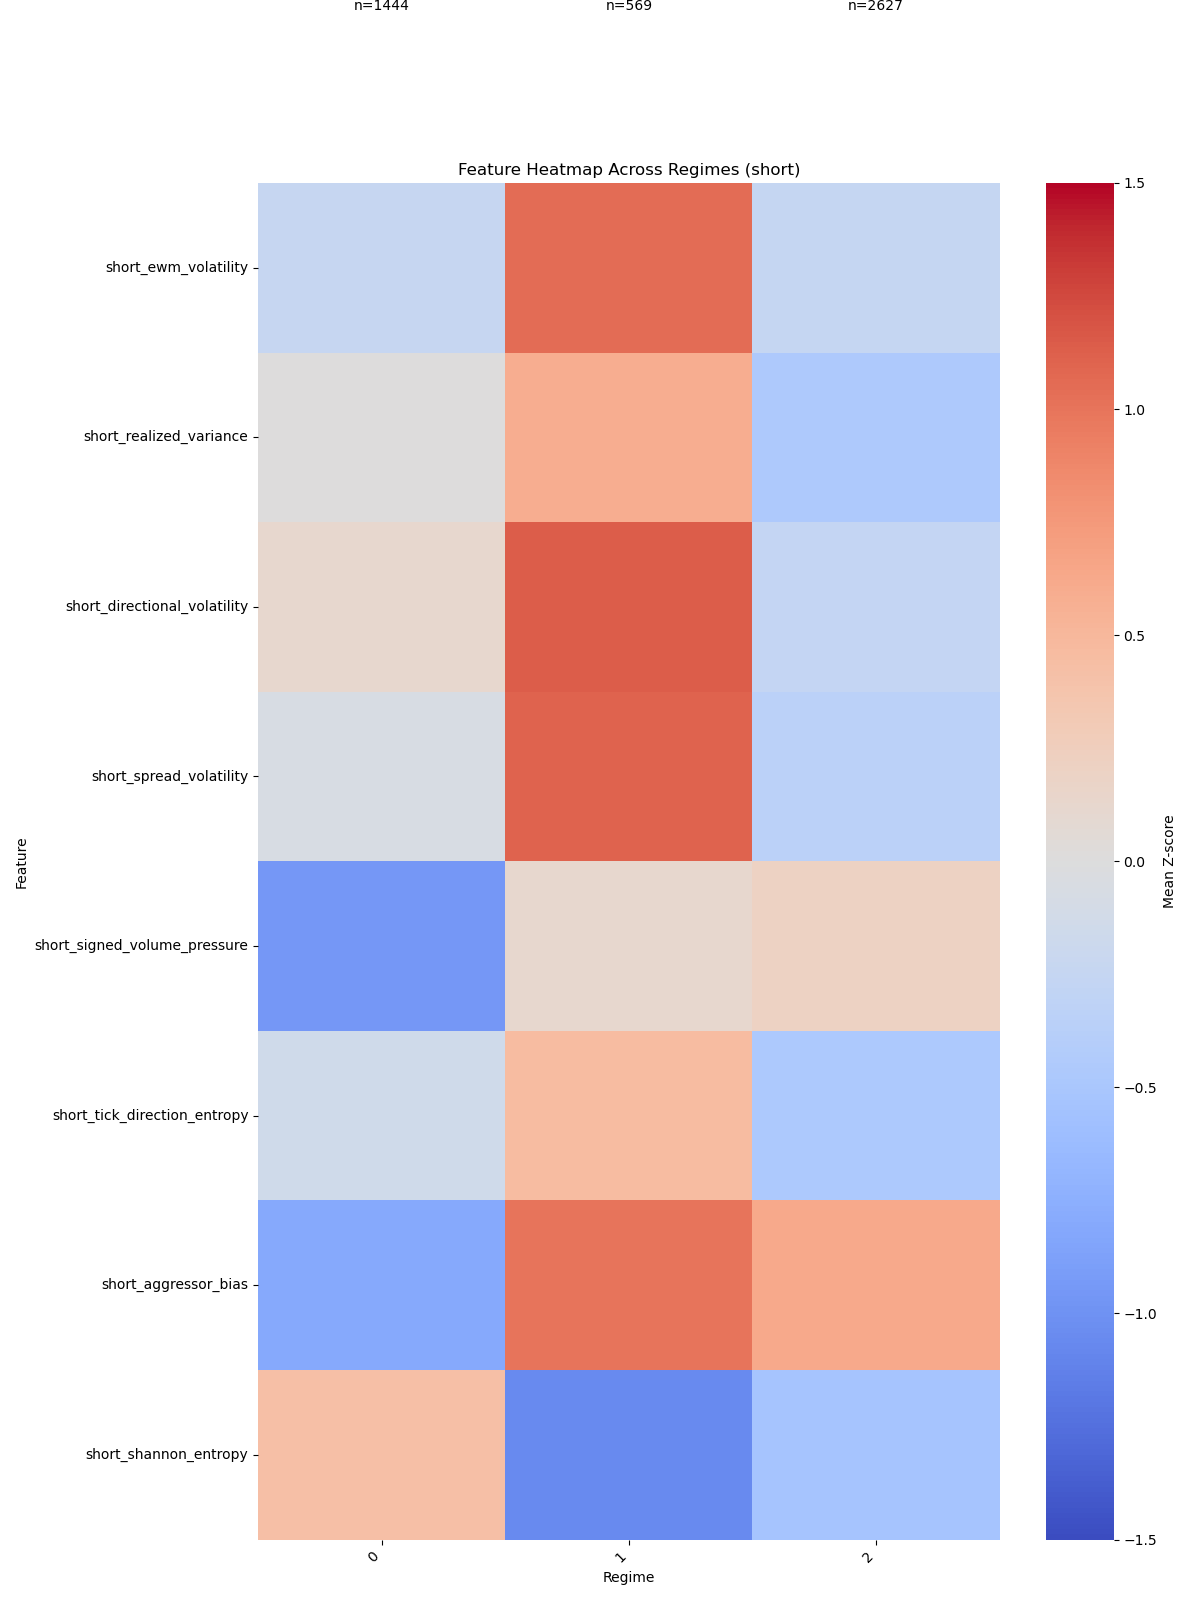 n=1444
n=569
n=2627
Feature Heatmap Across Regimes (short)
short_ewm_volatility
short_realized_variance
short_directional_volatility
short_spread_volatility
short_signed_volume_pressure
short_tick_direction_entropy
short_aggressor_bias
short_shannon_entropy
Feature
0
1
2
Regime
1.5
1.0
0.5
0.0
−0.5
−1.0
−1.5
Mean Z-score